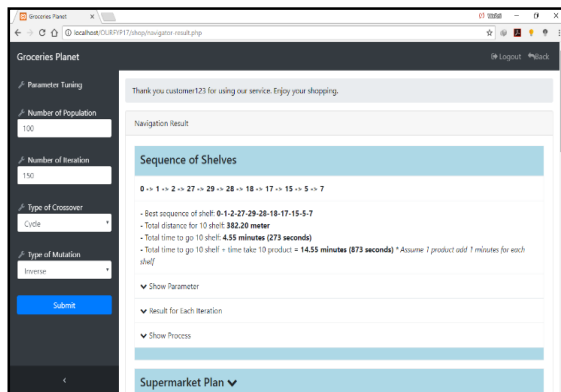 Groceries Planet
localhost/OURFYP17/shop/navigator-result.php
Groceries Planet
Logout Back
Parameter Tuning
Number of Population
100
Number of Iteration
150
Type of Crossover
Cycle
Type of Mutation
Inverse
Submit
Thank you customer123 for using our service. Enjoy your shopping.
Navigation Result
Sequence of Shelves
0 -> 1 -> 2 -> 27 -> 29 -> 28 -> 18 -> 17 -> 15 -> 5 -> 7
- Best sequence of shelf: 0-1-2-27-29-28-18-17-15-5-7
- Total distance for 10 shelf: 382.20 meter
- Total time to go 10 shelf: 4.55 minutes (273 seconds)
- Total time to go 10 shelf + time take 10 product = 14.55 minutes (873 seconds) * Assume 1 product add 1 minutes for each
shelf
Show Parameter
Result for Each Iteration
Show Process
Supermarket Plan